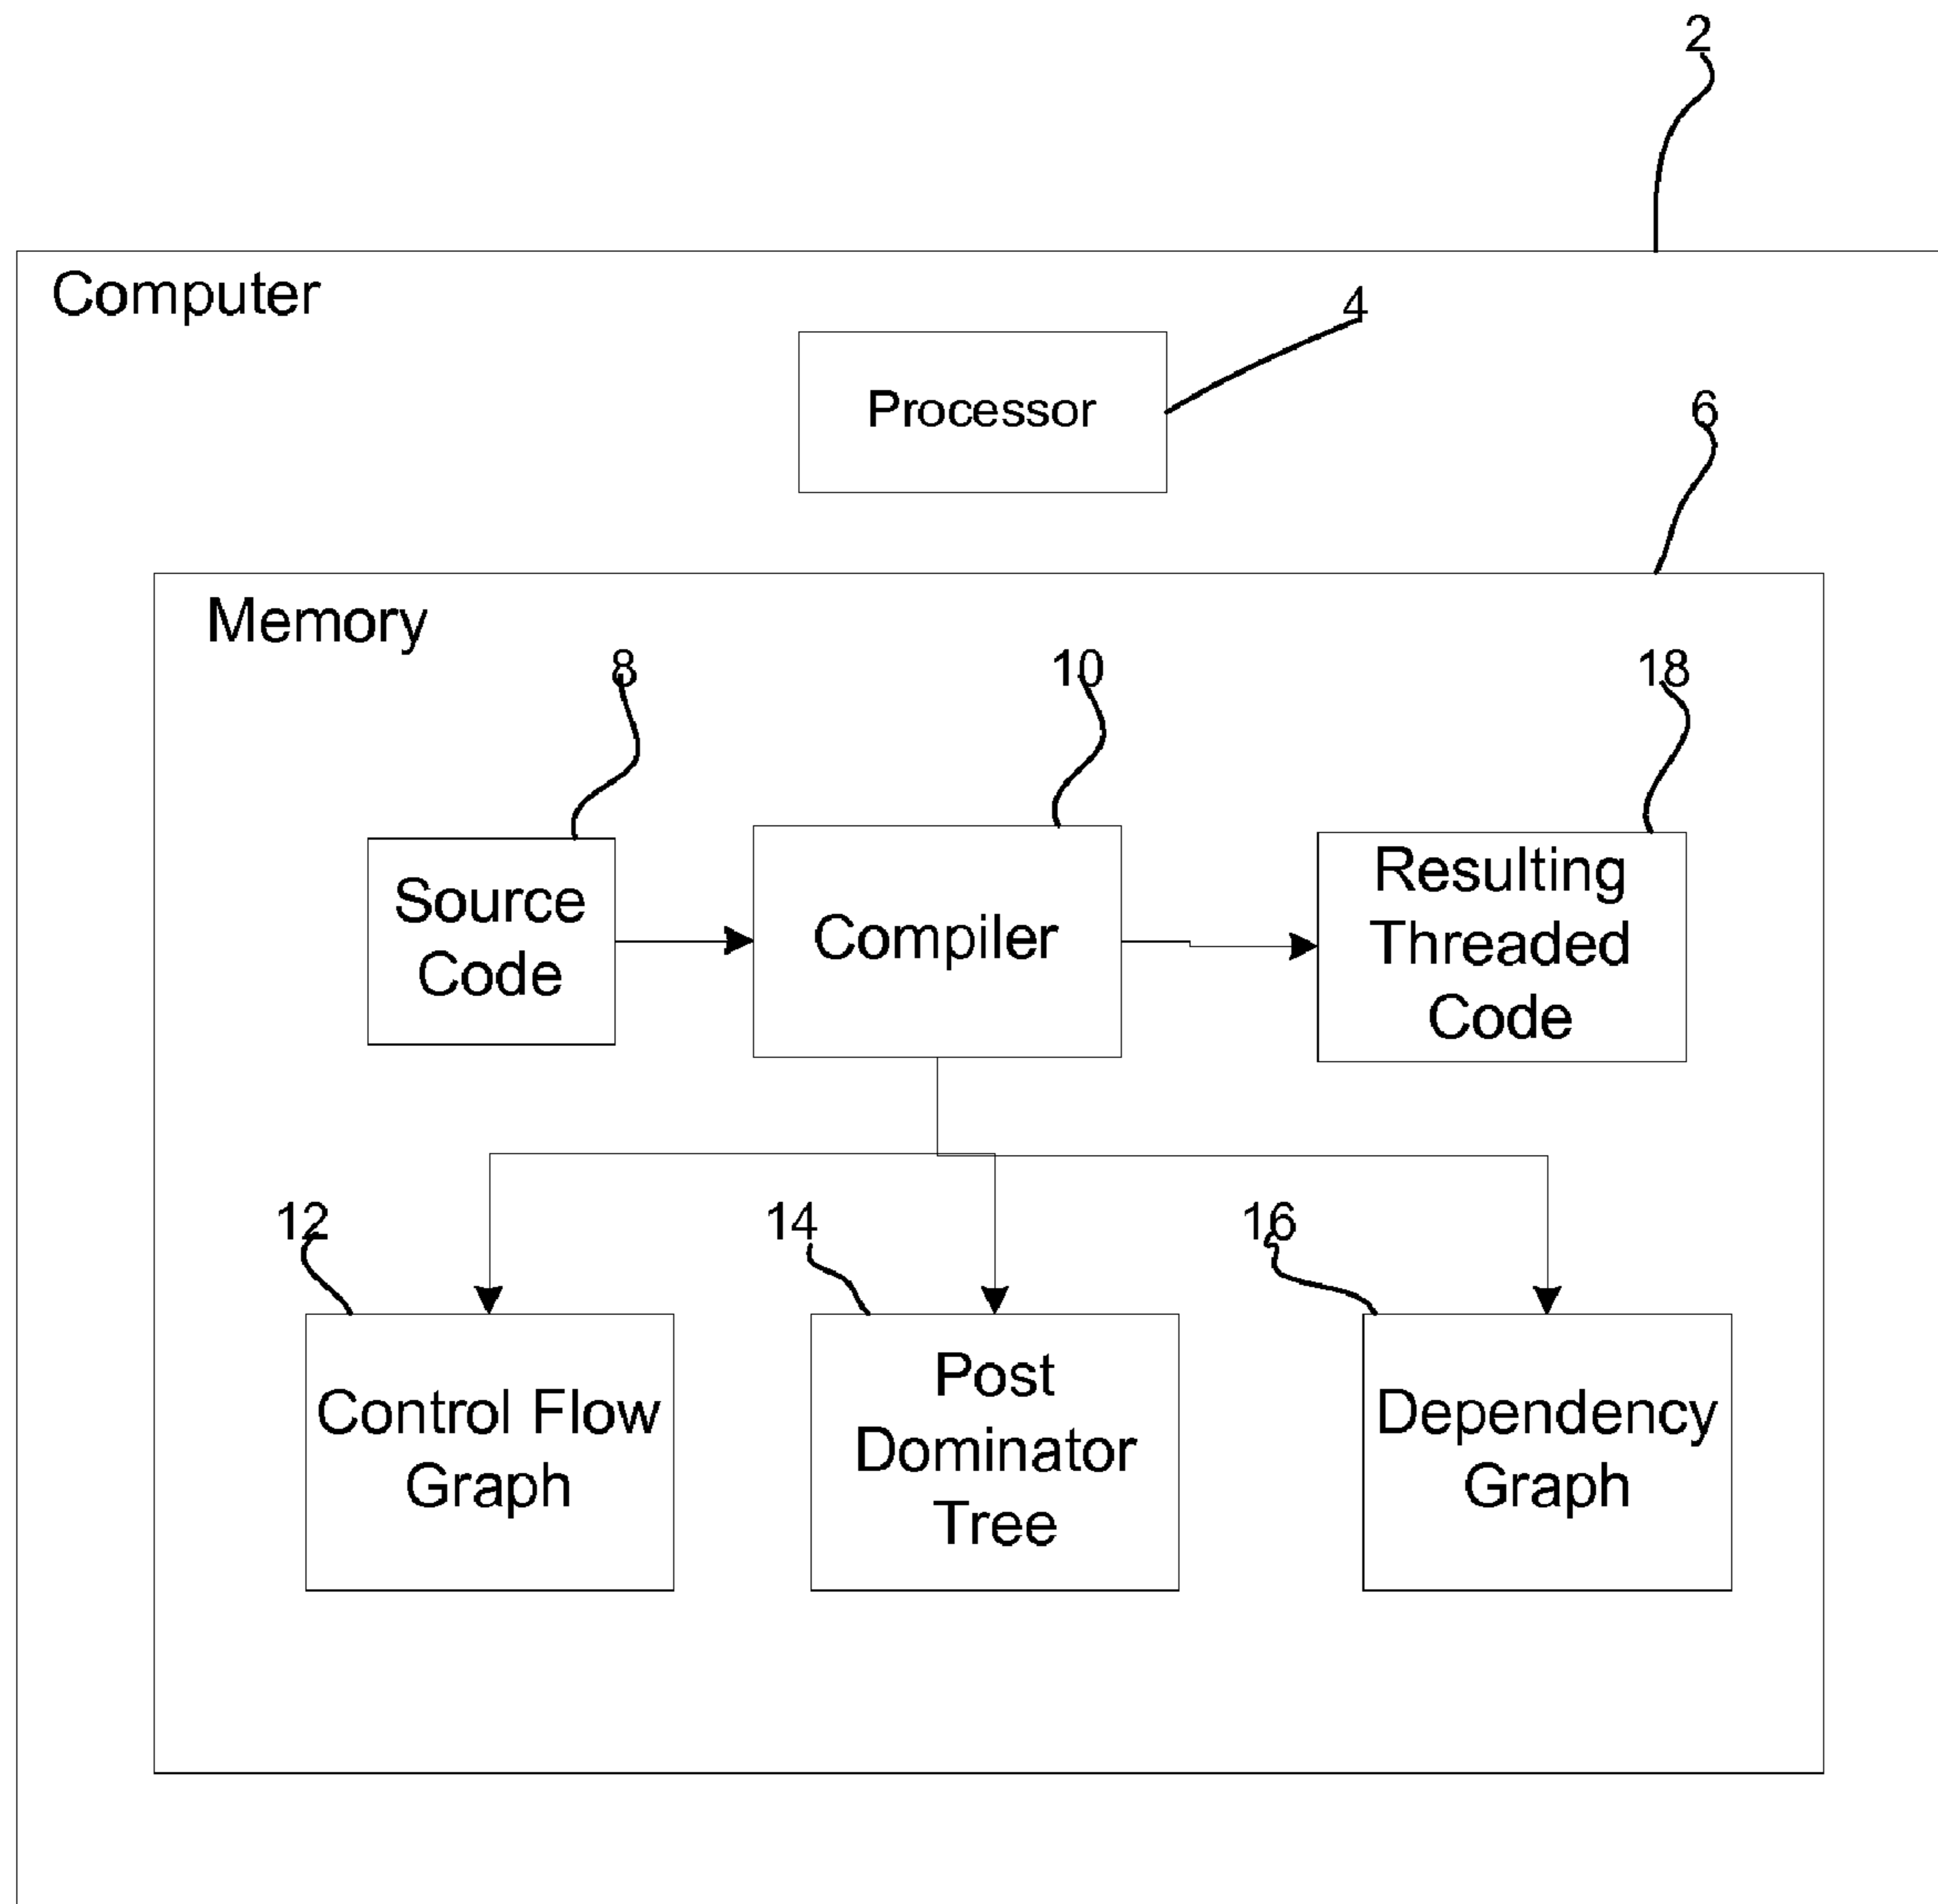 2
Computer
4
Processor
6
Memory
8
10
18
Source
Code
Compiler
Resulting
Threaded
Code
12
14
16
Control Flow
Graph
Post
Dominator
Tree
Dependency
Graph